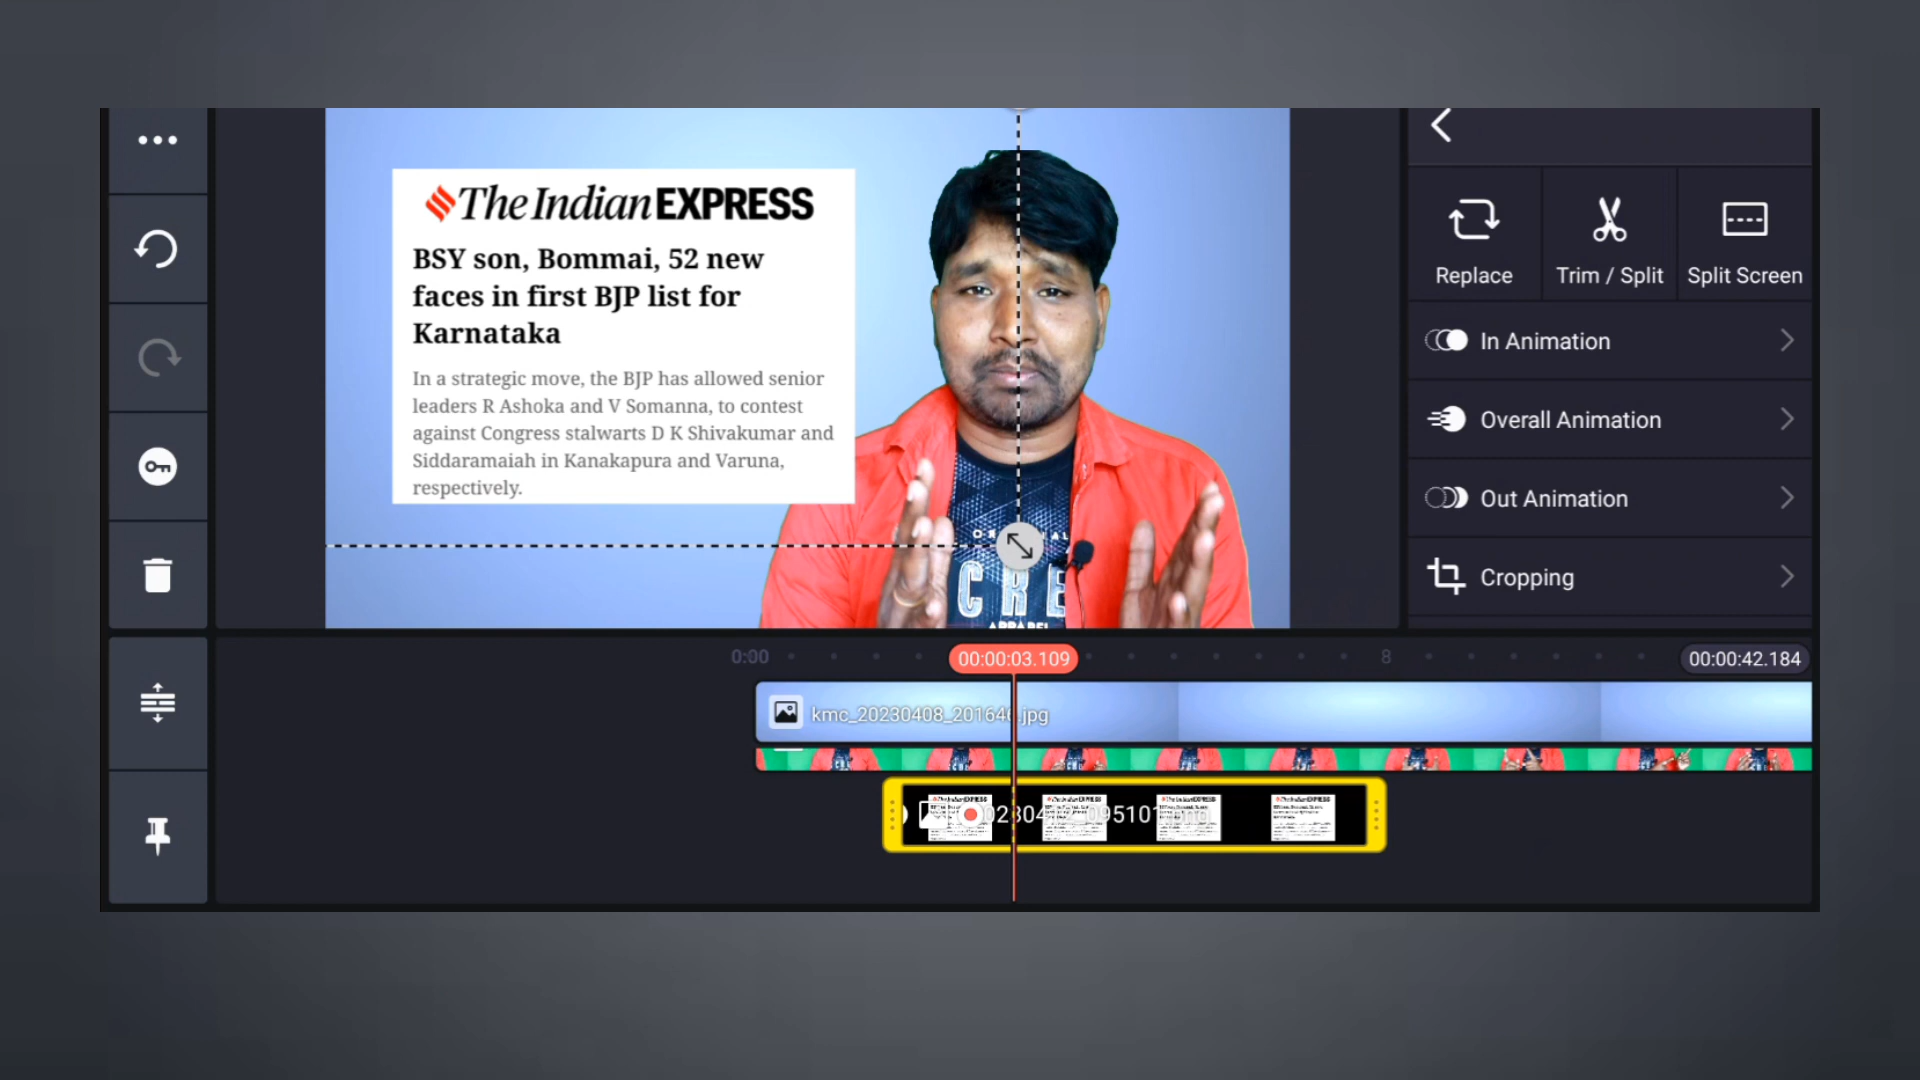 The Indian EXPRESS
BSY son, Bommai, 52 new
faces in first BJP list for
Karnataka
In a strategic move, the BJP has allowed senior
leaders R Ashoka and V Somanna, to contest
against Congress stalwarts D K Shivakumar and
Siddaramaiah in Kanakapura and Varuna,
respectively.
CRE
APPAREL
Replace
Trim / Split
Split Screen
In Animation
Overall Animation
Out Animation
Cropping
0:00
00:00:03.109
8
00:00:42.184
kmc_20230408_201646.jpg